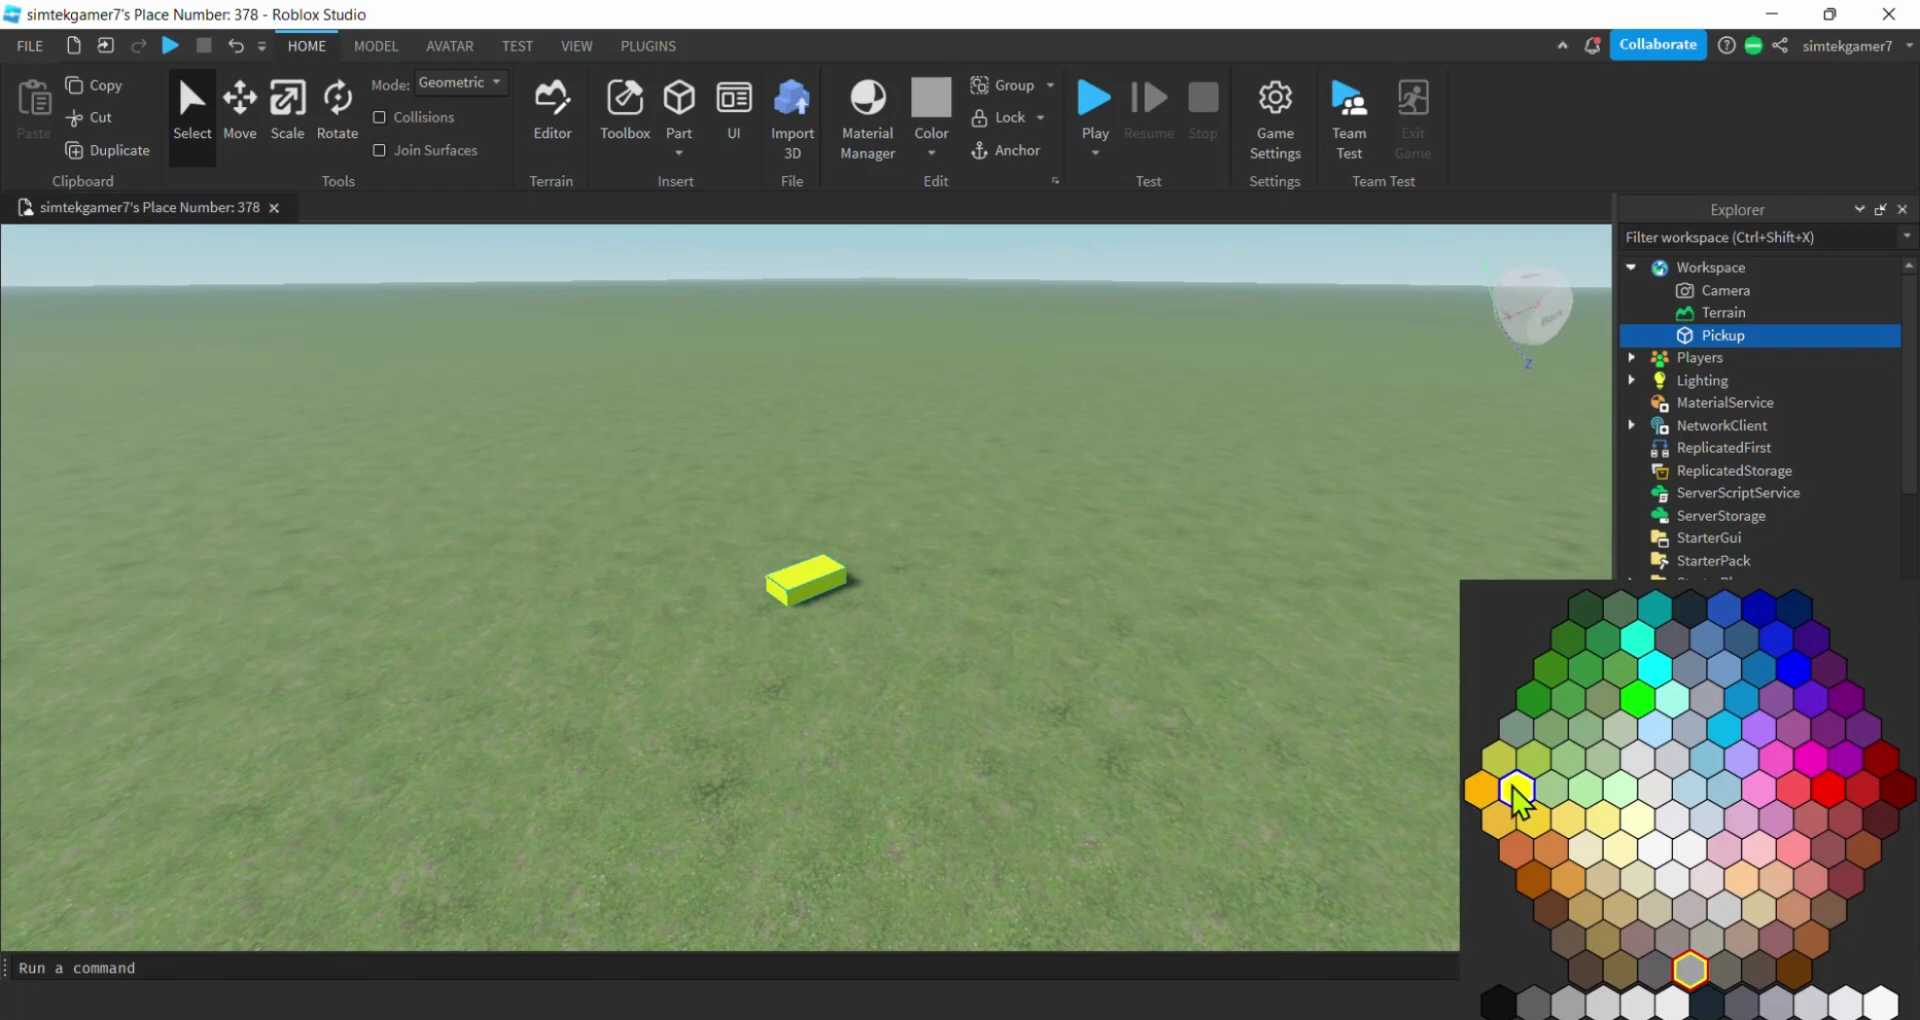 simtekgamer7's Place Number: 378 - Roblox Studio
FILE HOME MODEL AVATAR TEST VIEW PLUGINS Collaborate simtekgamer7
Paste Copy Cut Duplicate
Clipboard
Select Move Scale Rotate Mode: Geometric Collisions Join Surfaces
Tools
Editor
Terrain
Toolbox Part UI
Insert
Import 3D
File
Material Manager Color Group Lock Anchor
Edit
Play Resume Stop
Test
Game Settings
Settings
Team Test Exit Game
Team Test
simtekgamer7's Place Number: 378
Explorer
Filter workspace (Ctrl+Shift+X)
Workspace
Camera
Terrain
Pickup
Players
Lighting
MaterialService
NetworkClient
ReplicatedFirst
ReplicatedStorage
ServerScriptService
ServerStorage
StarterGui
StarterPack
Back
Z
Run a command